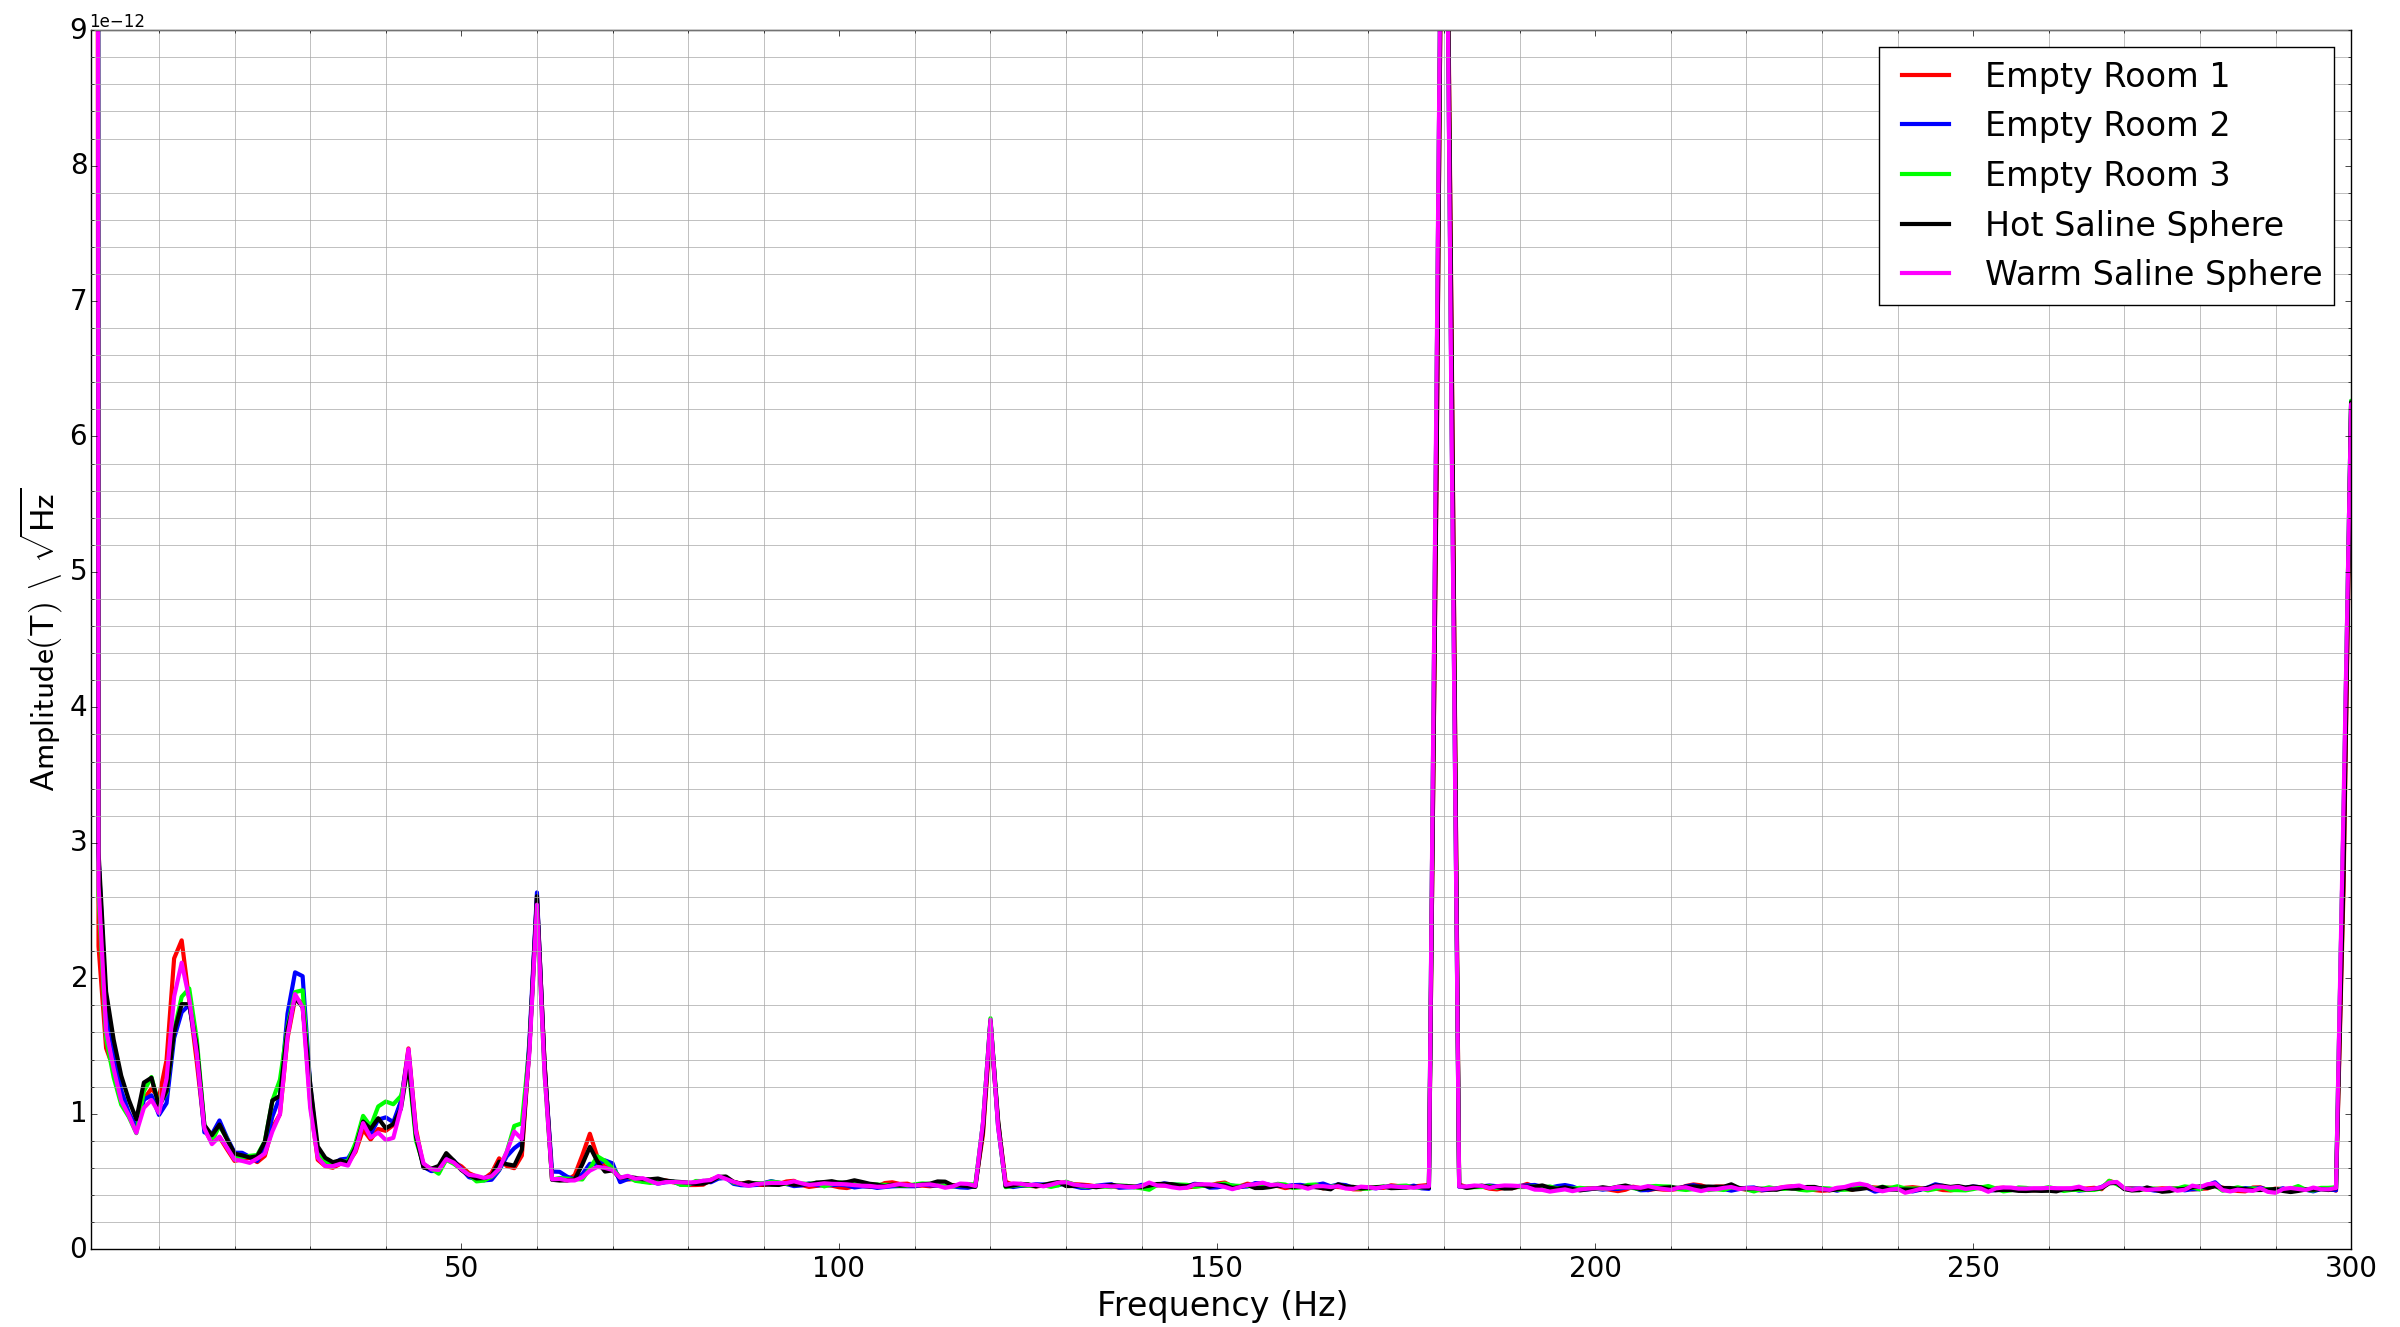 1e−12
9
8
7
6
5
4
3
2
1
0
50 100 150 200 250 300
Frequency (Hz)
Amplitude(T) \ √Hz
Empty Room 1
Empty Room 2
Empty Room 3
Hot Saline Sphere
Warm Saline Sphere